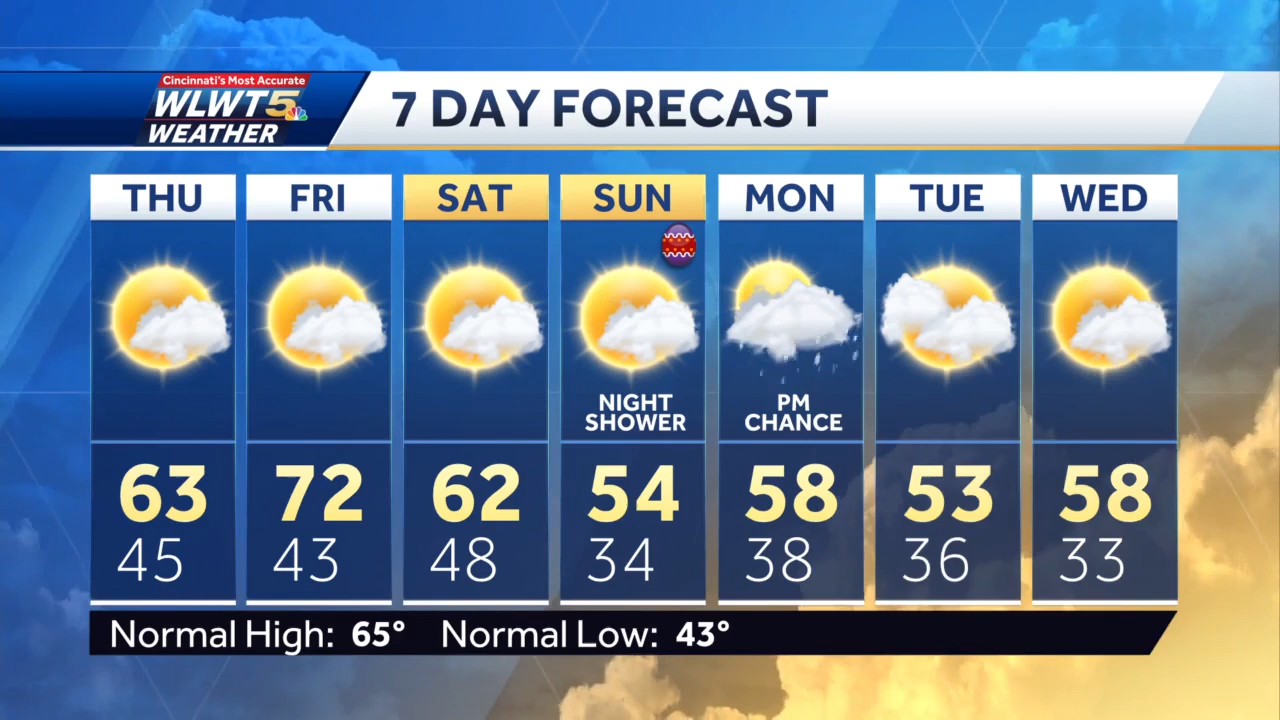 Cincinnati's Most Accurate
WLWT5
WEATHER
7 DAY FORECAST
THU FRI SAT SUN MON TUE WED
NIGHT SHOWER PM CHANCE
63 72 62 54 58 53 58
45 43 48 34 38 36 33
Normal High: 65° Normal Low: 43°